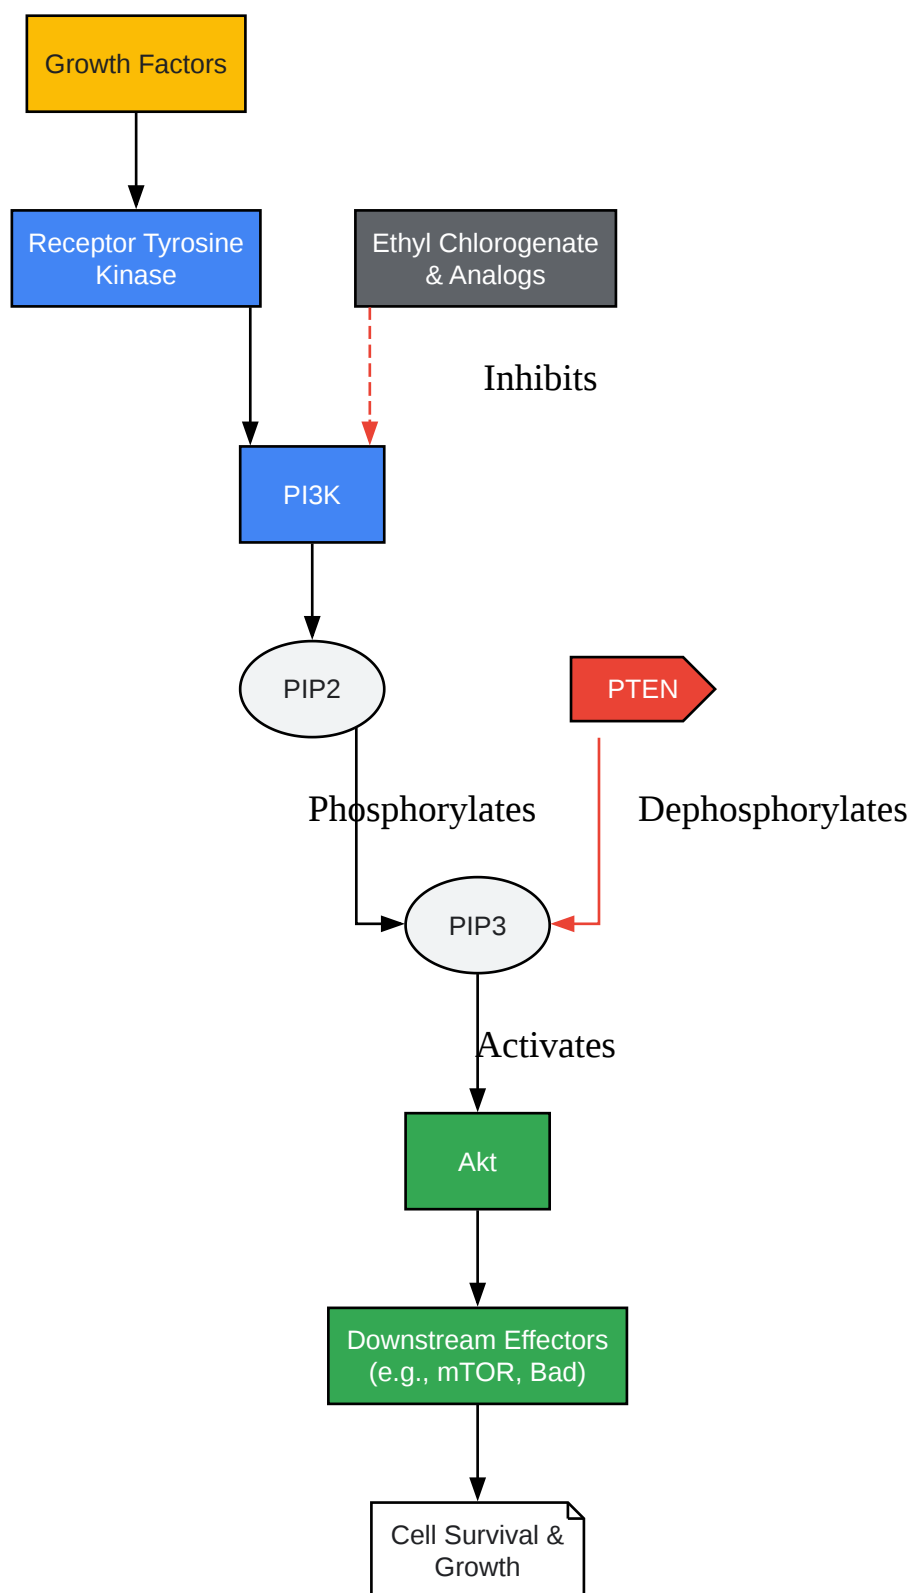 Growth Factors
Receptor Tyrosine
Kinase
Ethyl Chlorogenate
& Analogs
Inhibits
PI3K
PIP2
PTEN
Phosphorylates
Dephosphorylates
PIP3
Activates
Akt
Downstream Effectors
(e.g., mTOR, Bad)
Cell Survival &
Growth